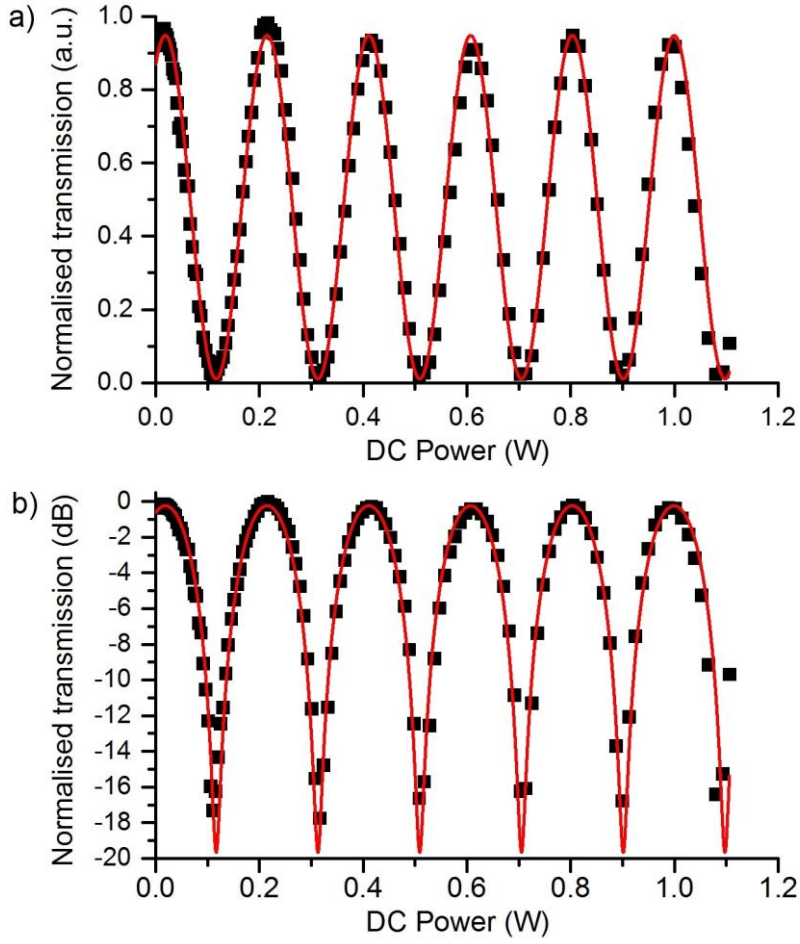 a)
Normalised transmission (a.u.)
1.0
0.8
0.6
0.4
0.2
0.0
0.0 0.2 0.4 0.6 0.8 1.0 1.2
DC Power (W)
b)
Normalised transmission (dB)
0
-2
-4
-6
-8
-10
-12
-14
-16
-18
-20
0.0 0.2 0.4 0.6 0.8 1.0 1.2
DC Power (W)